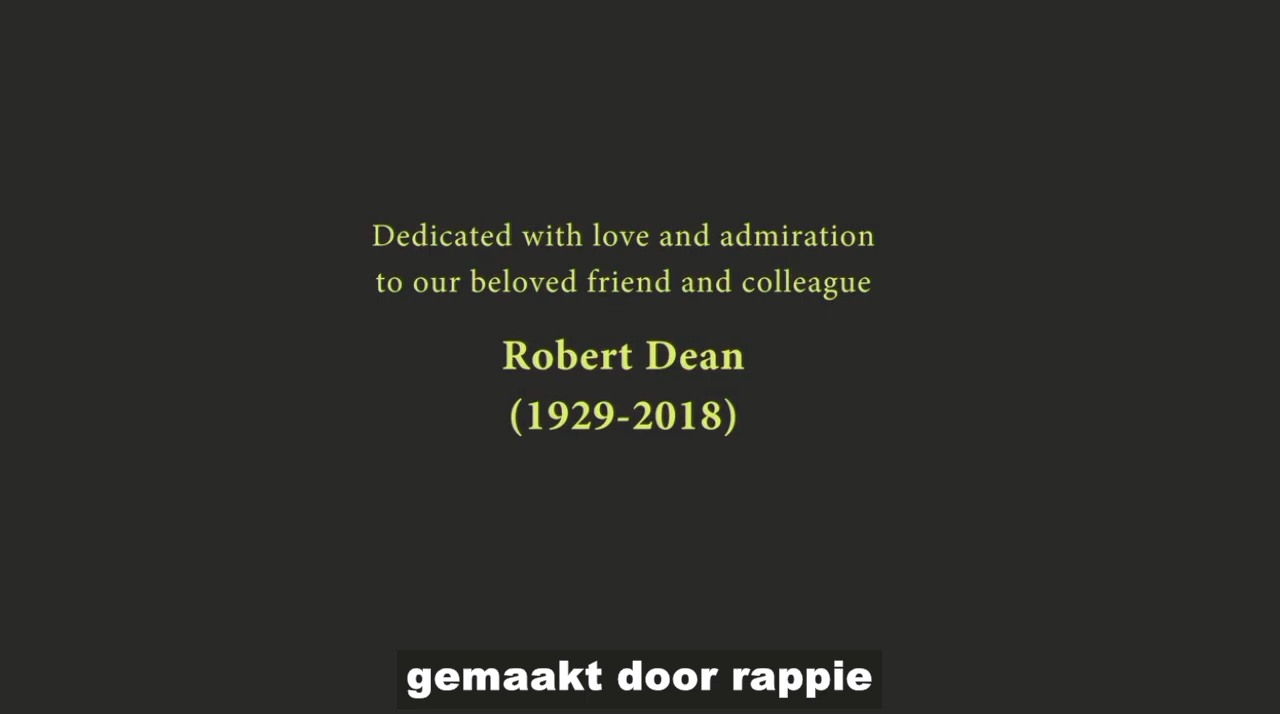 Dedicated with love and admiration
to our beloved friend and colleague
Robert Dean
(1929-2018)
gemaakt door rappie